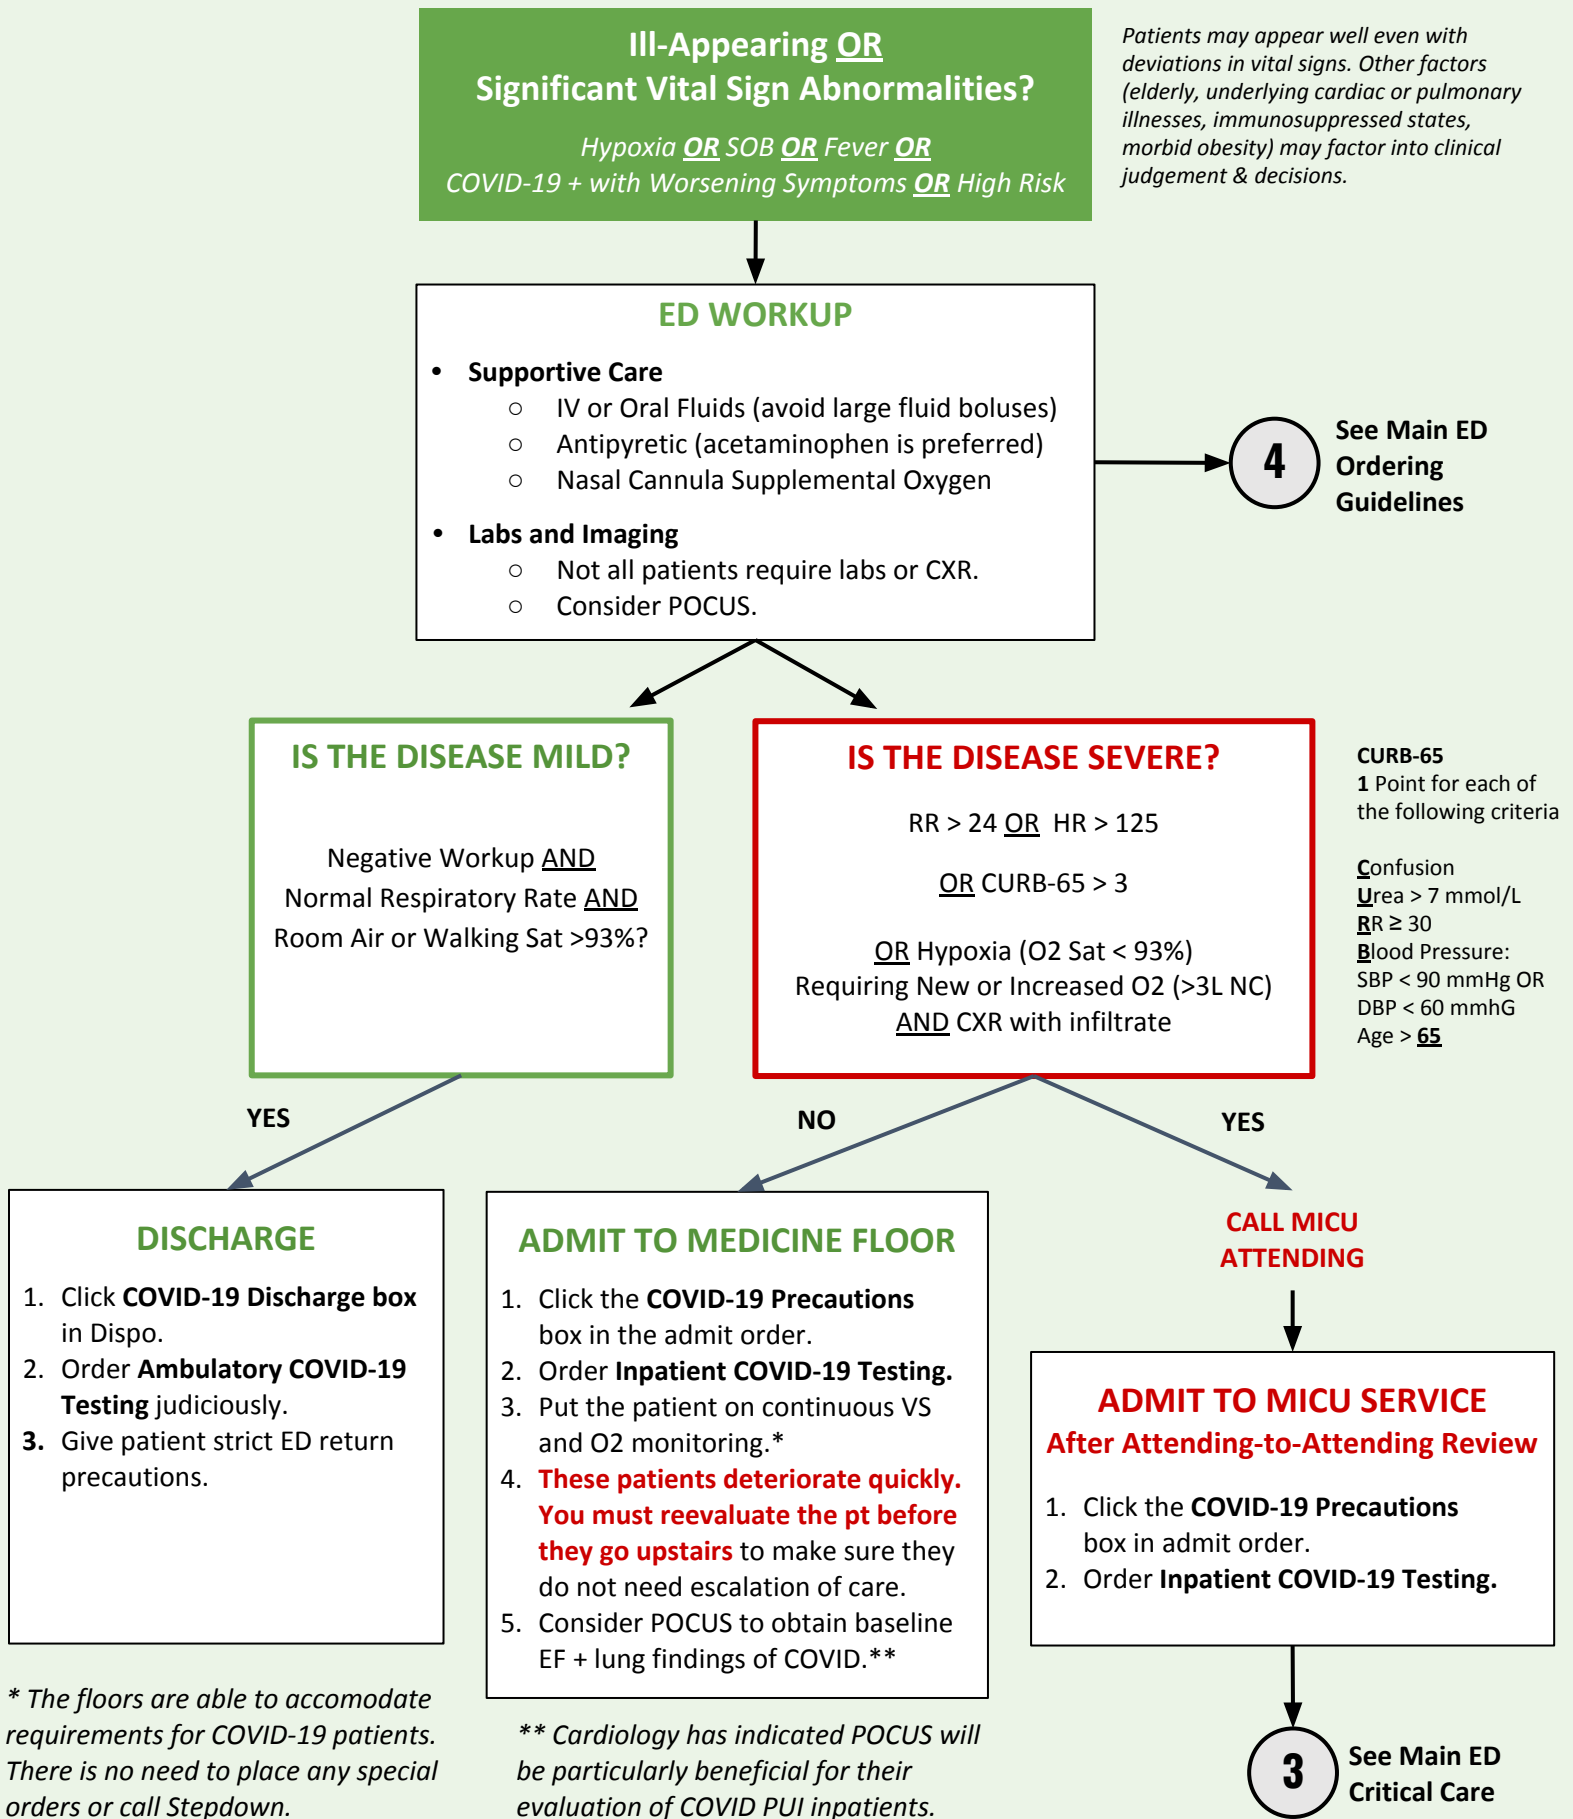 Ill-Appearing OR
Significant Vital Sign Abnormalities?
Hypoxia OR SOB OR Fever OR
COVID-19 + with Worsening Symptoms OR High Risk
Patients may appear well even with
deviations in vital signs. Other factors
(elderly, underlying cardiac or pulmonary
illnesses, immunosuppressed states,
morbid obesity) may factor into clinical
judgement & decisions.
ED WORKUP
• Supportive Care
○ IV or Oral Fluids (avoid large fluid boluses)
○ Antipyretic (acetaminophen is preferred)
○ Nasal Cannula Supplemental Oxygen
• Labs and Imaging
○ Not all patients require labs or CXR.
○ Consider POCUS.
4
See Main ED
Ordering
Guidelines
IS THE DISEASE MILD?
Negative Workup AND
Normal Respiratory Rate AND
Room Air or Walking Sat >93%?
IS THE DISEASE SEVERE?
RR > 24 OR HR > 125
OR CURB-65 > 3
OR Hypoxia (O2 Sat < 93%)
Requiring New or Increased O2 (>3L NC)
AND CXR with infiltrate
CURB-65
1 Point for each of
the following criteria
Confusion
Urea > 7 mmol/L
RR ≥ 30
Blood Pressure:
SBP < 90 mmHg OR
DBP < 60 mmhG
Age > 65
YES
NO
YES
DISCHARGE
1. Click COVID-19 Discharge box
in Dispo.
2. Order Ambulatory COVID-19
Testing judiciously.
3. Give patient strict ED return
precautions.
ADMIT TO MEDICINE FLOOR
1. Click the COVID-19 Precautions
box in the admit order.
2. Order Inpatient COVID-19 Testing.
3. Put the patient on continuous VS
and O2 monitoring.*
4. These patients deteriorate quickly.
You must reevaluate the pt before
they go upstairs to make sure they
do not need escalation of care.
5. Consider POCUS to obtain baseline
EF + lung findings of COVID.**
CALL MICU
ATTENDING
ADMIT TO MICU SERVICE
After Attending-to-Attending Review
1. Click the COVID-19 Precautions
box in admit order.
2. Order Inpatient COVID-19 Testing.
* The floors are able to accomodate
requirements for COVID-19 patients.
There is no need to place any special
orders or call Stepdown.
** Cardiology has indicated POCUS will
be particularly beneficial for their
evaluation of COVID PUI inpatients.
3
See Main ED
Critical Care